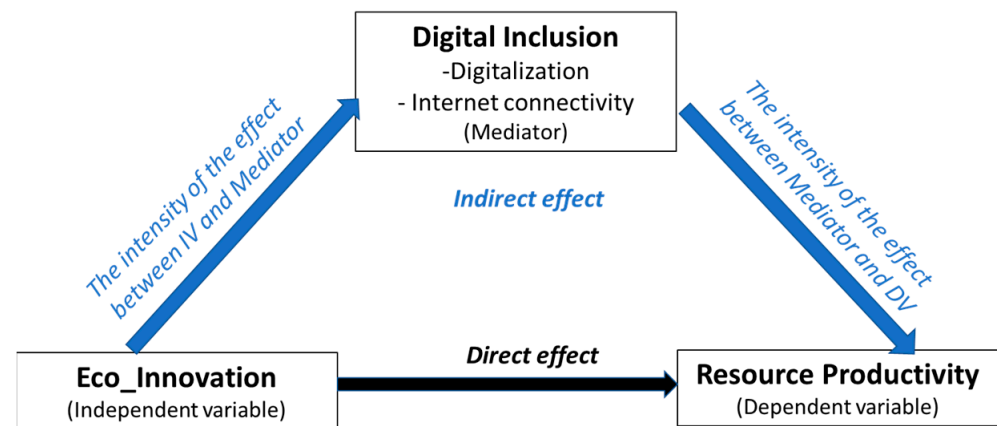 Digital Inclusion
-Digitalization
- Internet connectivity
(Mediator)
The intensity of the effect
between IV and Mediator
Indirect effect
The intensity of the effect
between Mediator and DV
Direct effect
Eco_Innovation
(Independent variable)
Resource Productivity
(Dependent variable)